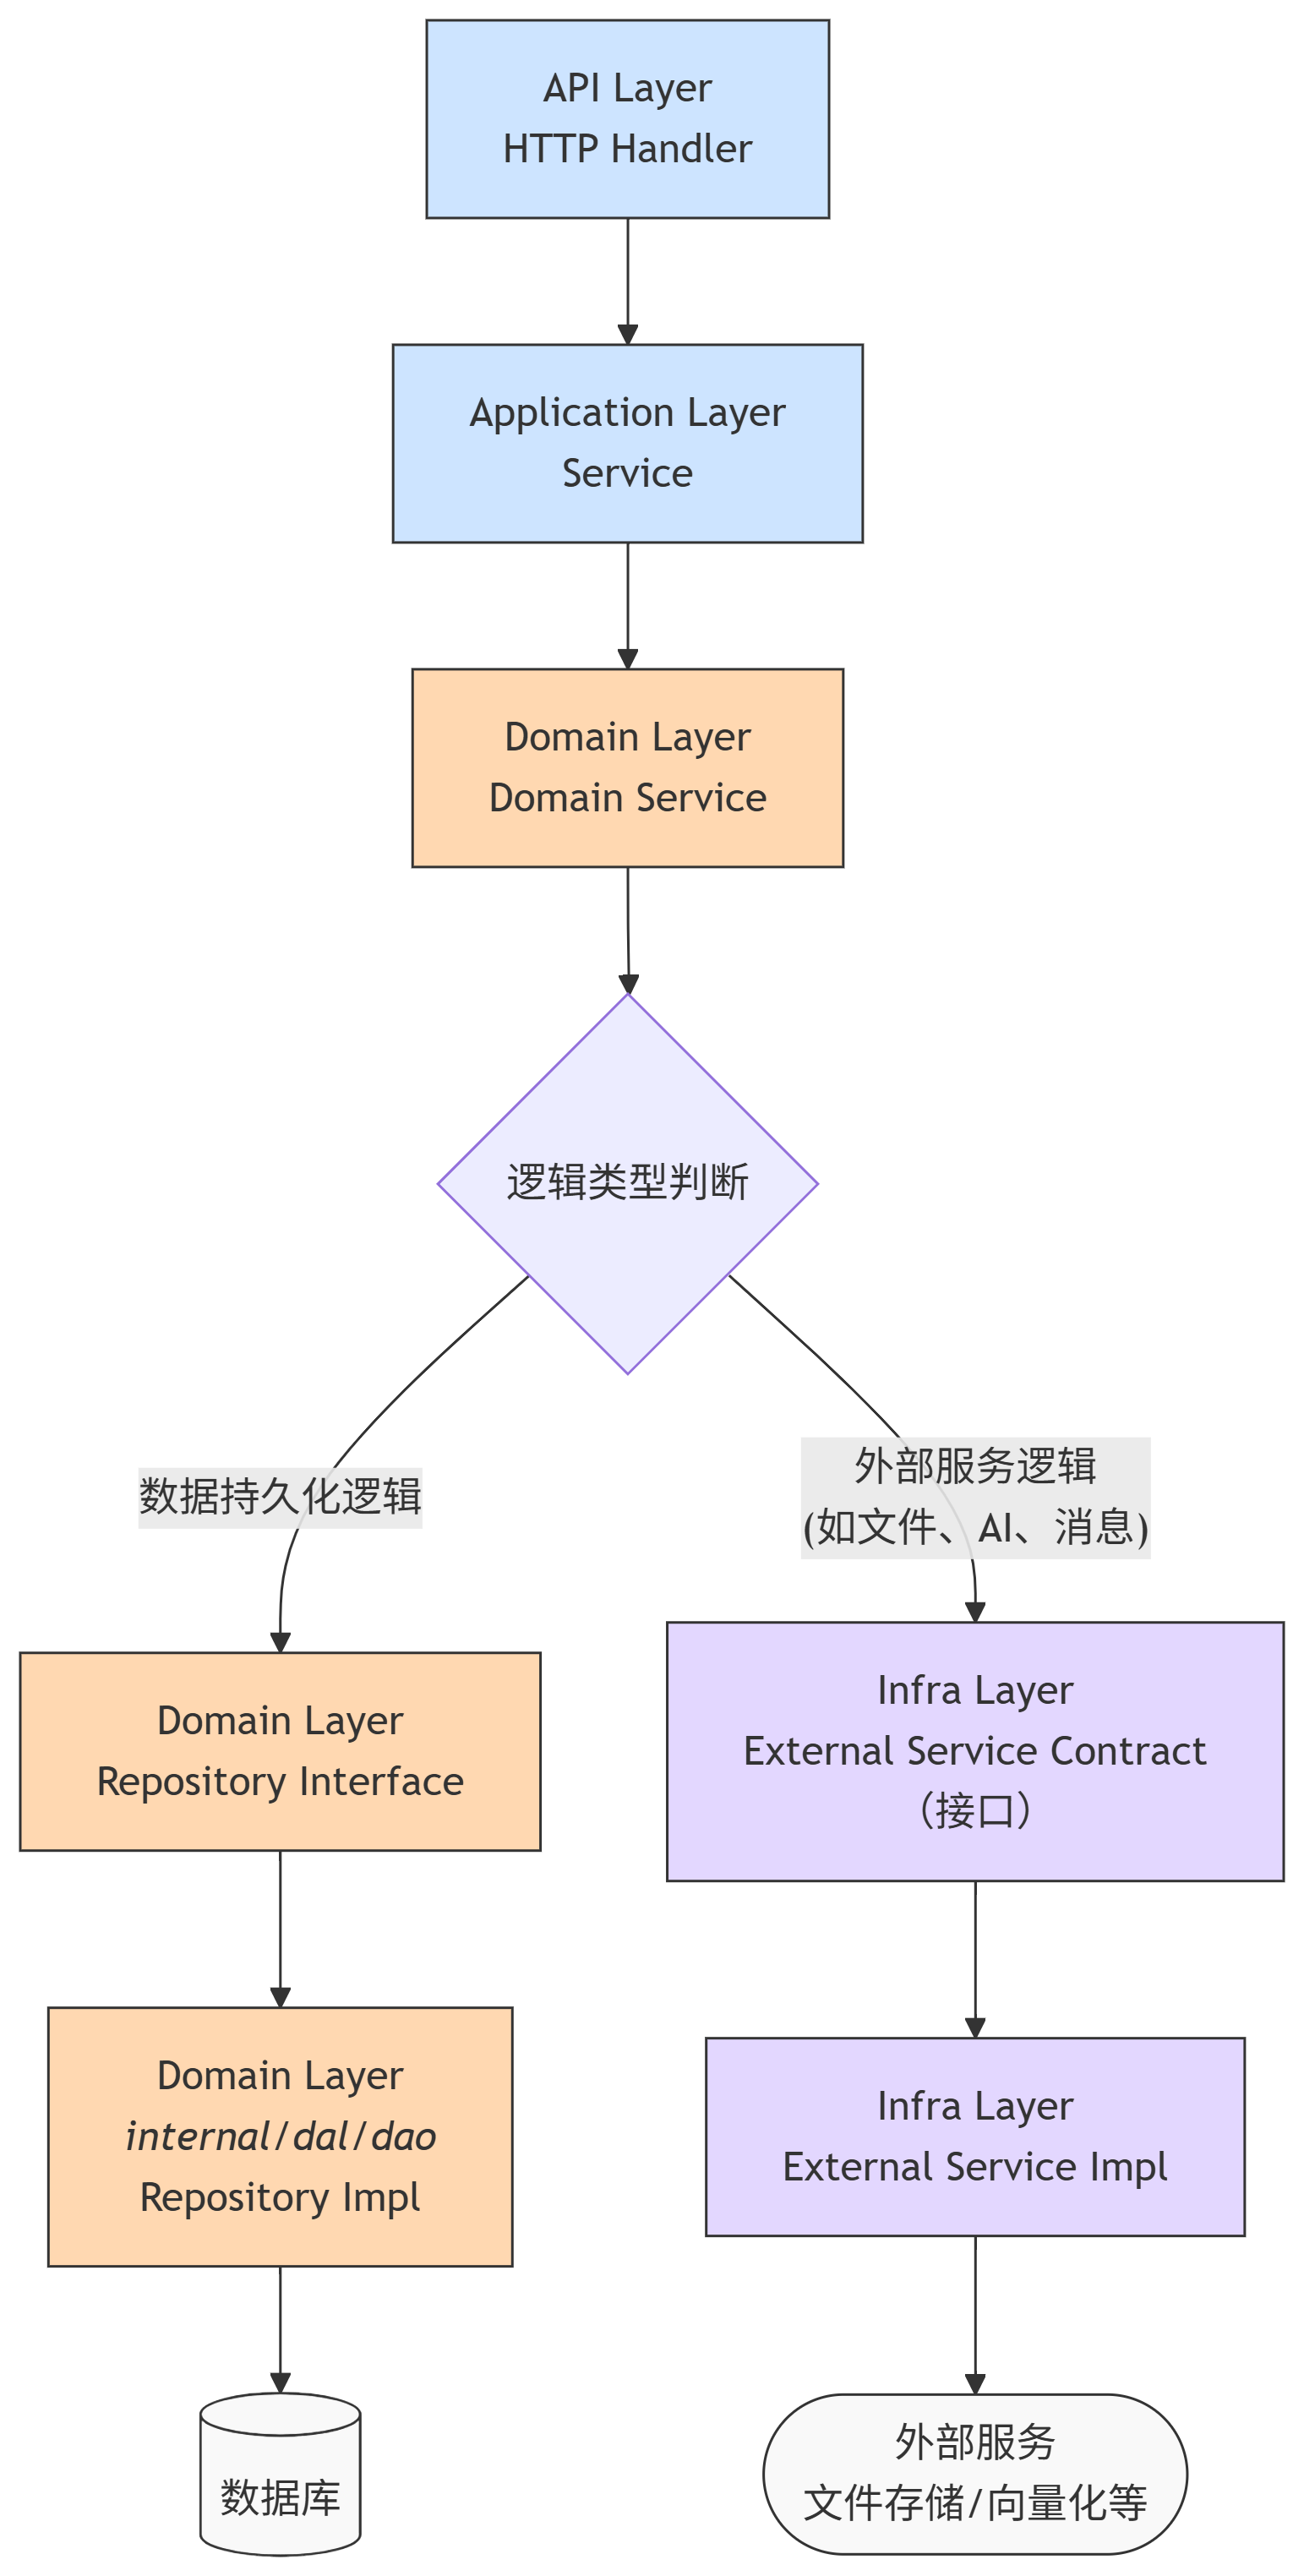 API Layer
HTTP Handler
Application Layer
Service
Domain Layer
Domain Service
逻辑类型判断
数据持久化逻辑
外部服务逻辑
(如文件、AI、消息)
Domain Layer
Repository Interface
Infra Layer
External Service Contract
（接口）
Domain Layer
internal/dal/dao
Repository Impl
Infra Layer
External Service Impl
数据库
外部服务
文件存储/向量化等